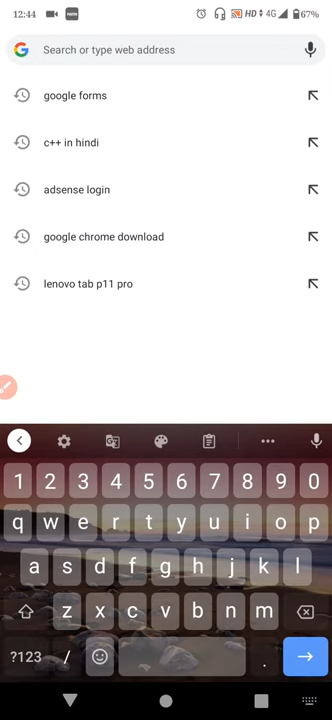 12:44 HD 4G 67%
Search or type web address
google forms
c++ in hindi
adsense login
google chrome download
lenovo tab p11 pro
1 2 3 4 5 6 7 8 9 0
q w e r t y u i o p
a s d f g h j k l
z x c v b n m
?123 / .